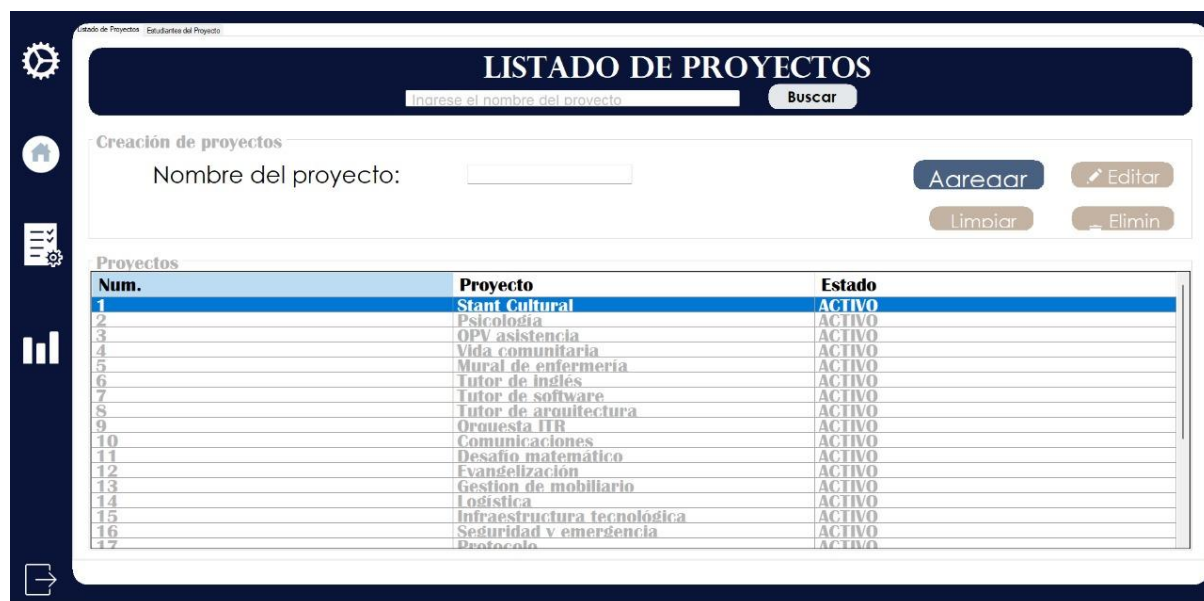 Listado de Proyectos Estudiantes del Proyecto
LISTADO DE PROYECTOS
Ingrese el nombre del proyecto Buscar
Creación de proyectos
Nombre del proyecto: Agregar Editar
Limpiar Elimin
Proyectos
Num. Proyecto Estado
1 Stant Cultural ACTIVO
2 Psicología ACTIVO
3 OPV asistencia ACTIVO
4 Vida comunitaria ACTIVO
5 Mural de enfermería ACTIVO
6 Tutor de inglés ACTIVO
7 Tutor de software ACTIVO
8 Tutor de arquitectura ACTIVO
9 Orquesta ITR ACTIVO
10 Comunicaciones ACTIVO
11 Desafío matemático ACTIVO
12 Evangelización ACTIVO
13 Gestion de mobiliario ACTIVO
14 Logística ACTIVO
15 Infraestructura tecnológica ACTIVO
16 Seguridad y emergencia ACTIVO
17 Protocolo ACTIVO